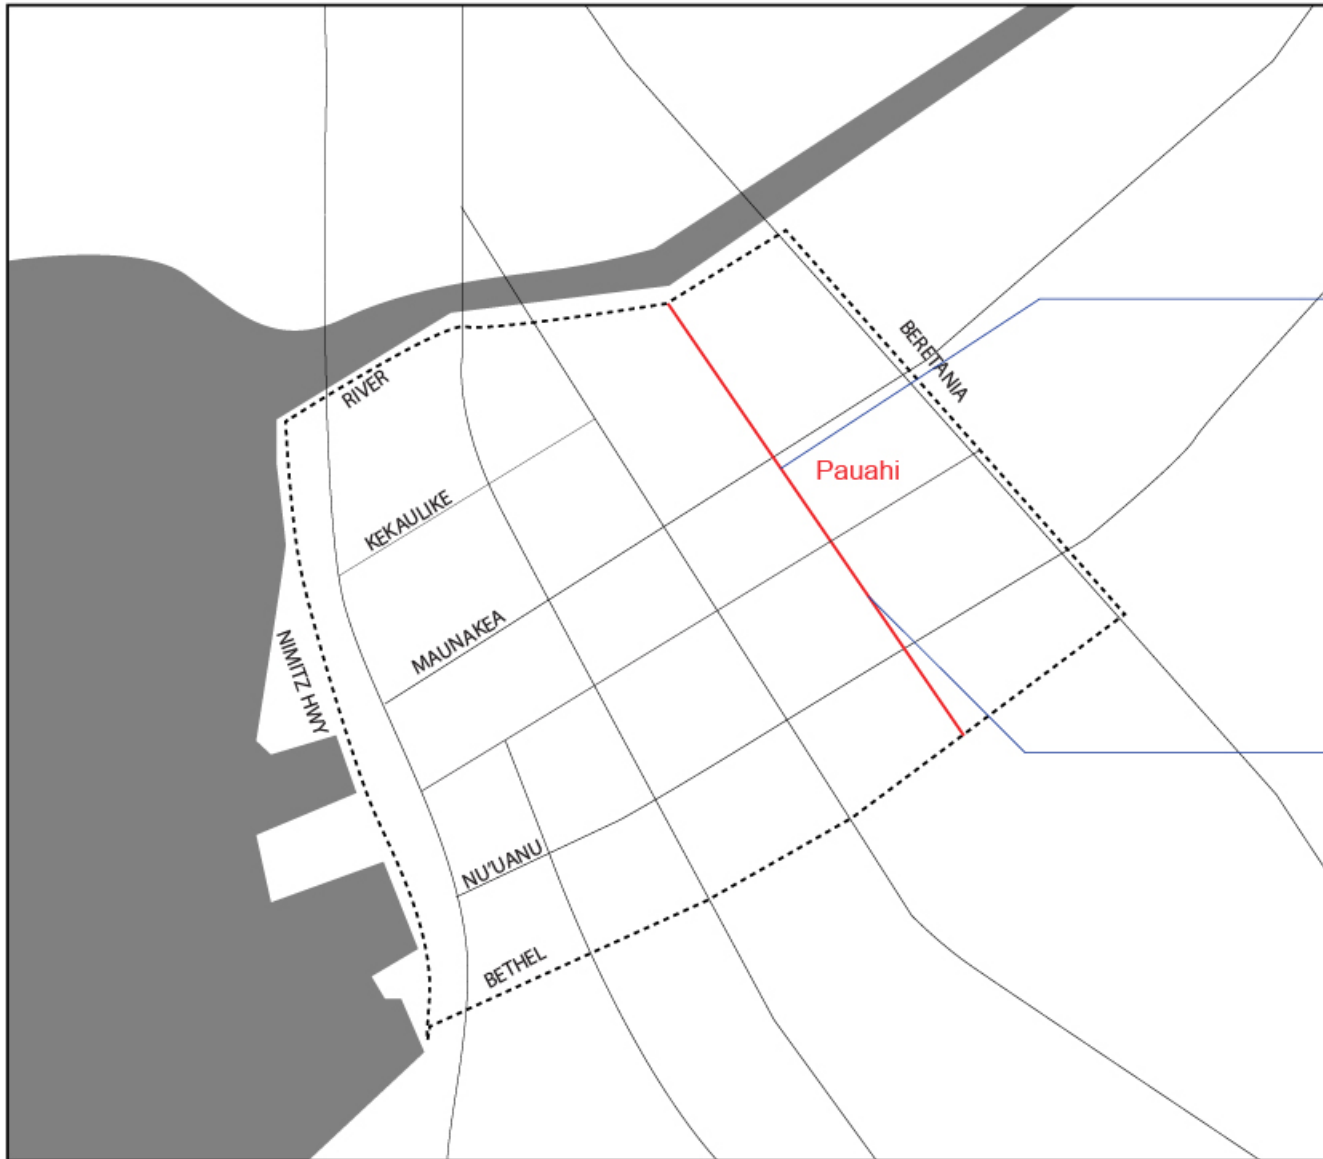 BERETANIA
RIVER
Pauahi
KEKAULIKE
MAUNAKEA
NIMITZ HWY
NU'UANU
BETHEL